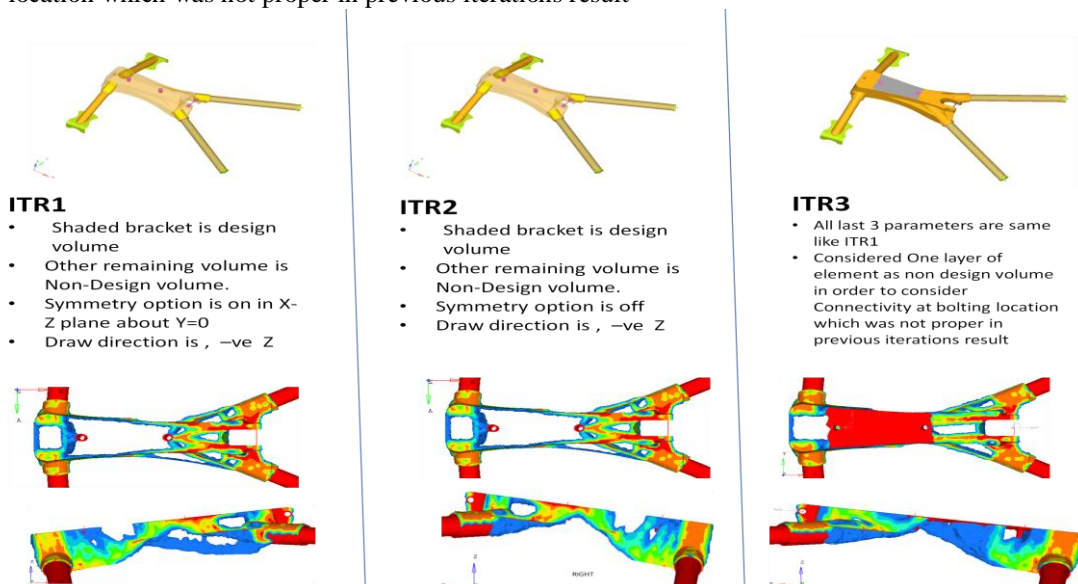 location which was not proper in previous iterations result
ITR1
• Shaded bracket is design
volume
• Other remaining volume is
Non-Design volume.
• Symmetry option is on in X-
Z plane about Y=0
• Draw direction is , –ve Z
ITR2
• Shaded bracket is design
volume
• Other remaining volume is
Non-Design volume.
• Symmetry option is off
• Draw direction is , –ve Z
ITR3
• All last 3 parameters are same
like ITR1
• Considered One layer of
element as non design volume
in order to consider
Connectivity at bolting location
which was not proper in
previous iterations result
RIGHT